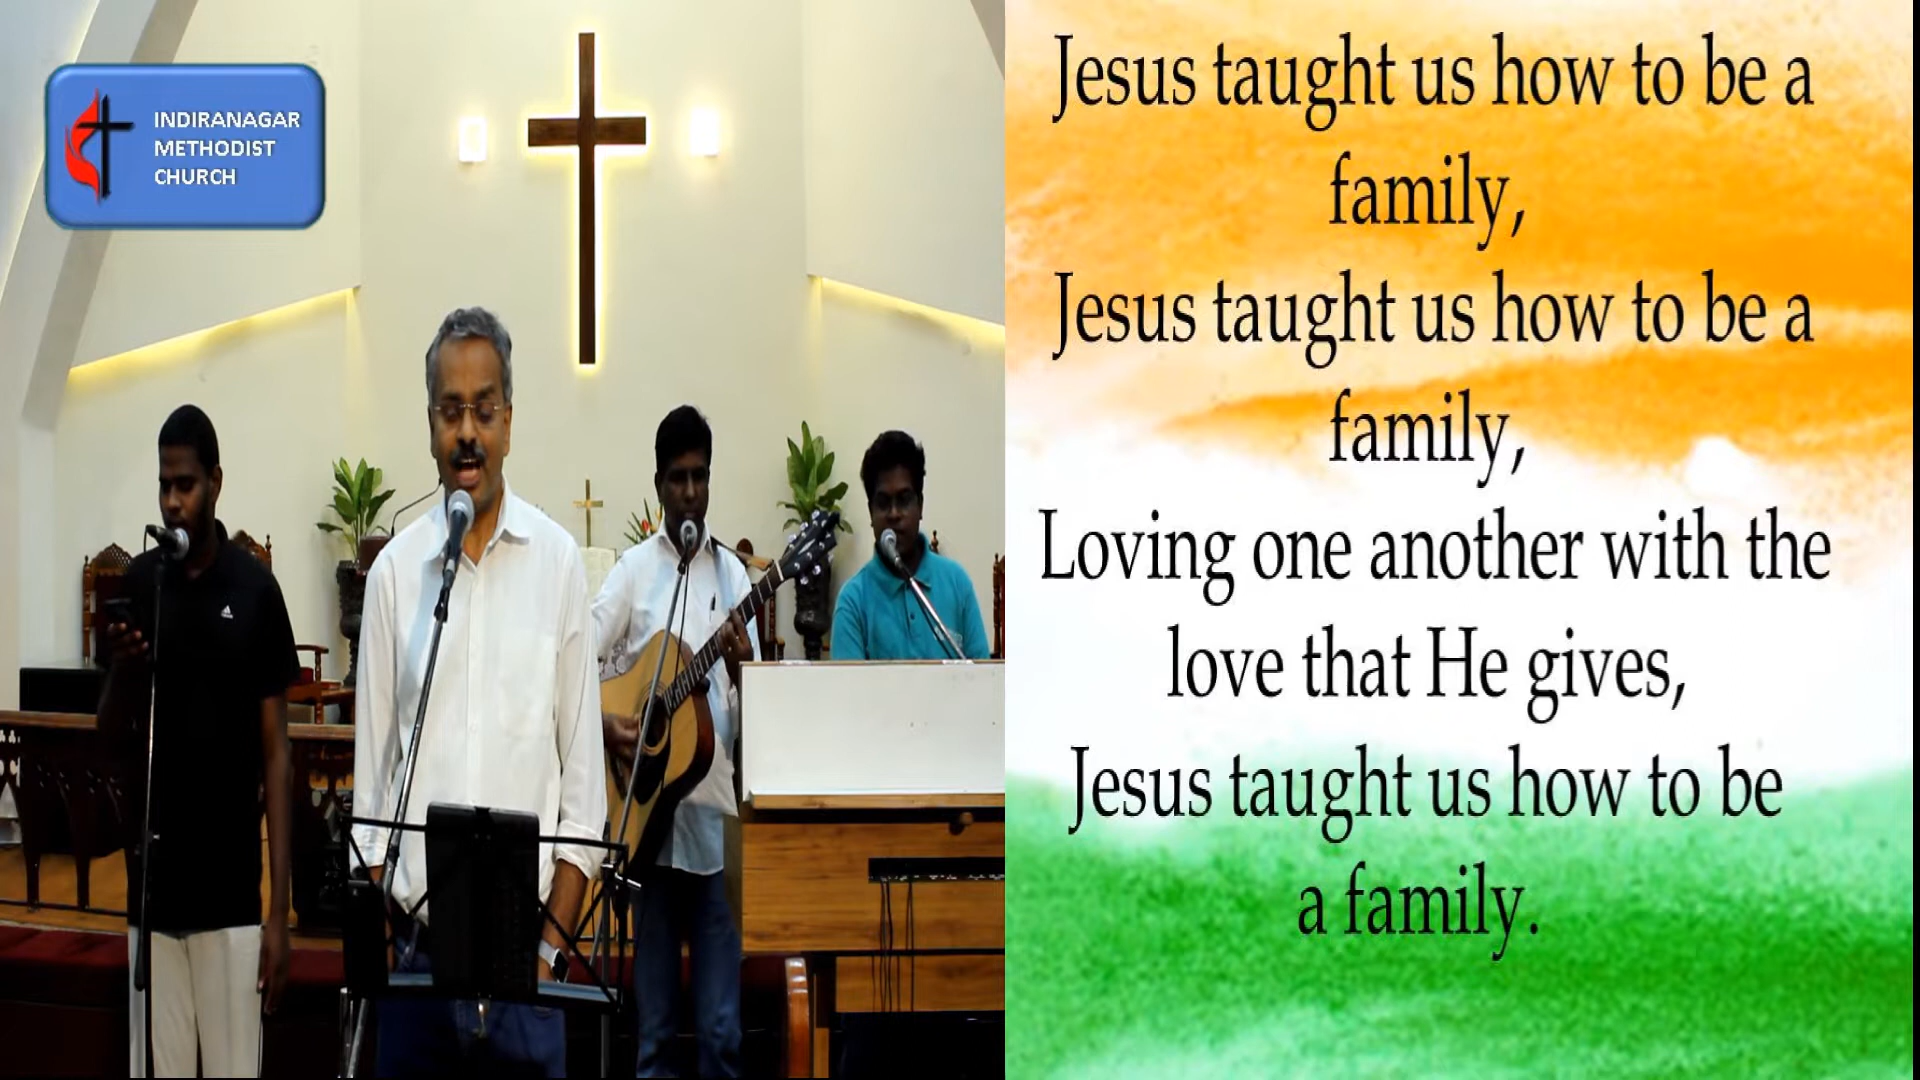 INDIRANAGAR
METHODIST
CHURCH
Jesus taught us how to be a
family,
Jesus taught us how to be a
family,
Loving one another with the
love that He gives,
Jesus taught us how to be
a family.